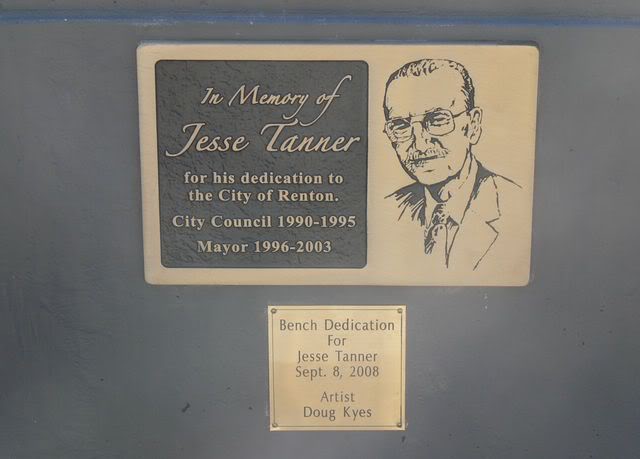 In Memory of
Jesse Tanner
for his dedication to
the City of Renton.
City Council 1990-1995
Mayor 1996-2003
Bench Dedication
For
Jesse Tanner
Sept. 8, 2008
Artist
Doug Kyes